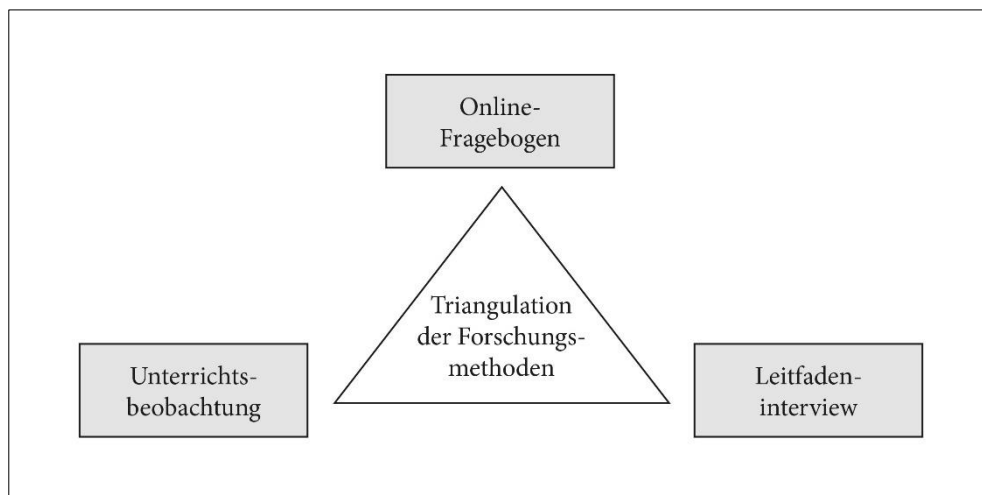 Online-
Fragebogen
Triangulation
der Forschungs-
methoden
Unterrichts-
beobachtung
Leitfaden-
interview